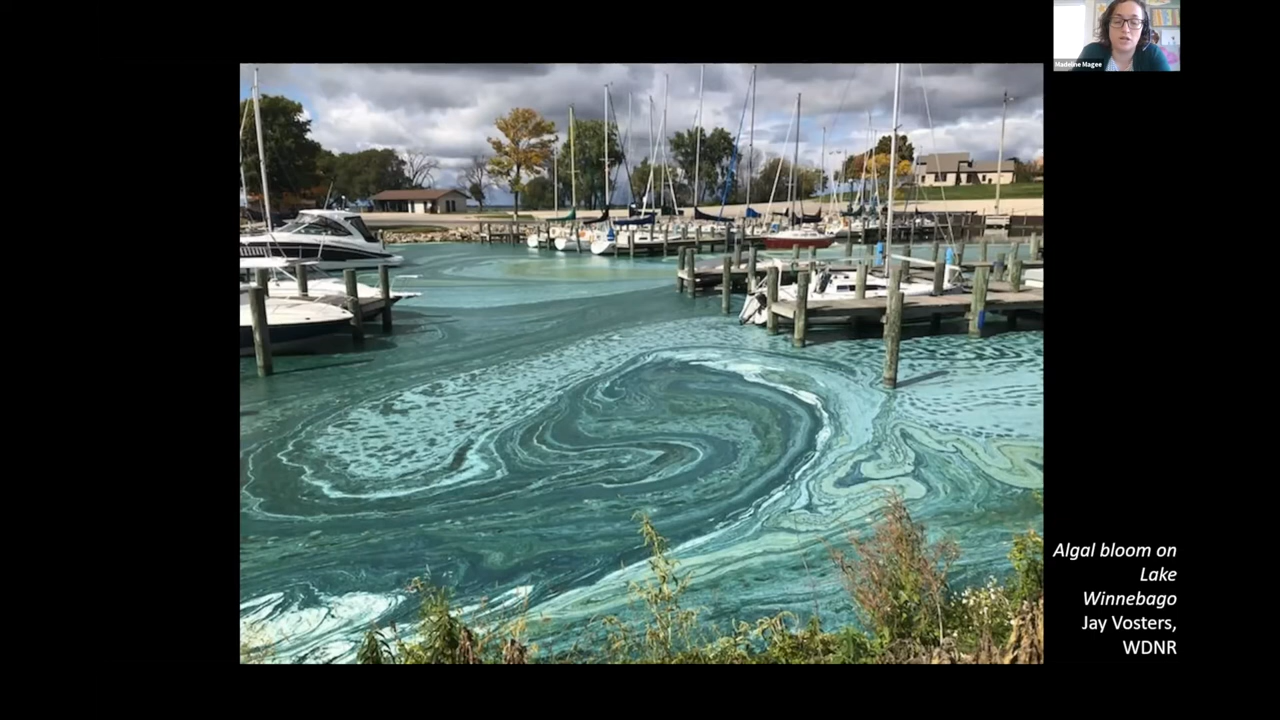 Madeline Magee
Algal bloom on
Lake
Winnebago
Jay Vosters,
WDNR